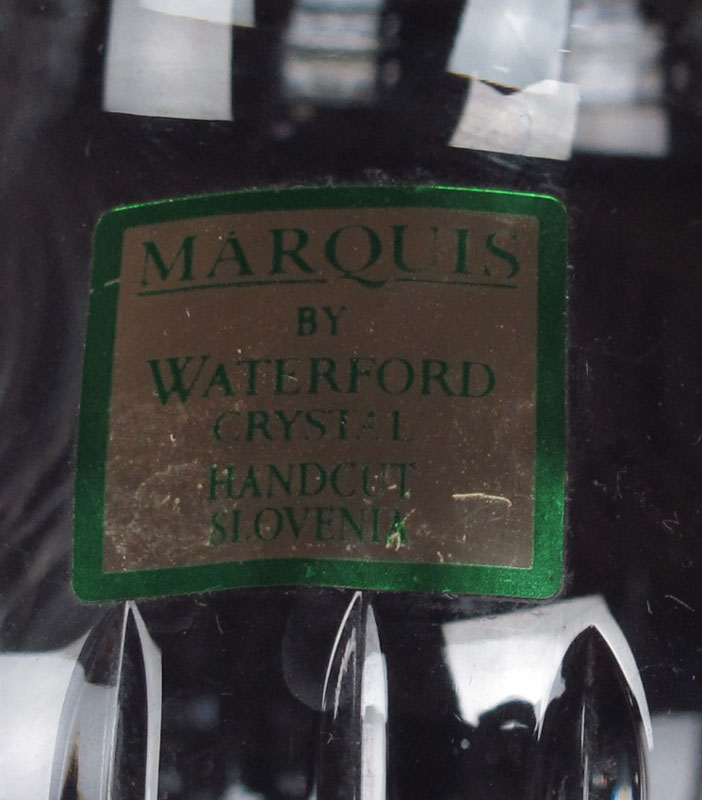 MARQUIS
BY
WATERFORD
CRYSTAL
HANDCUT
SLOVENIA